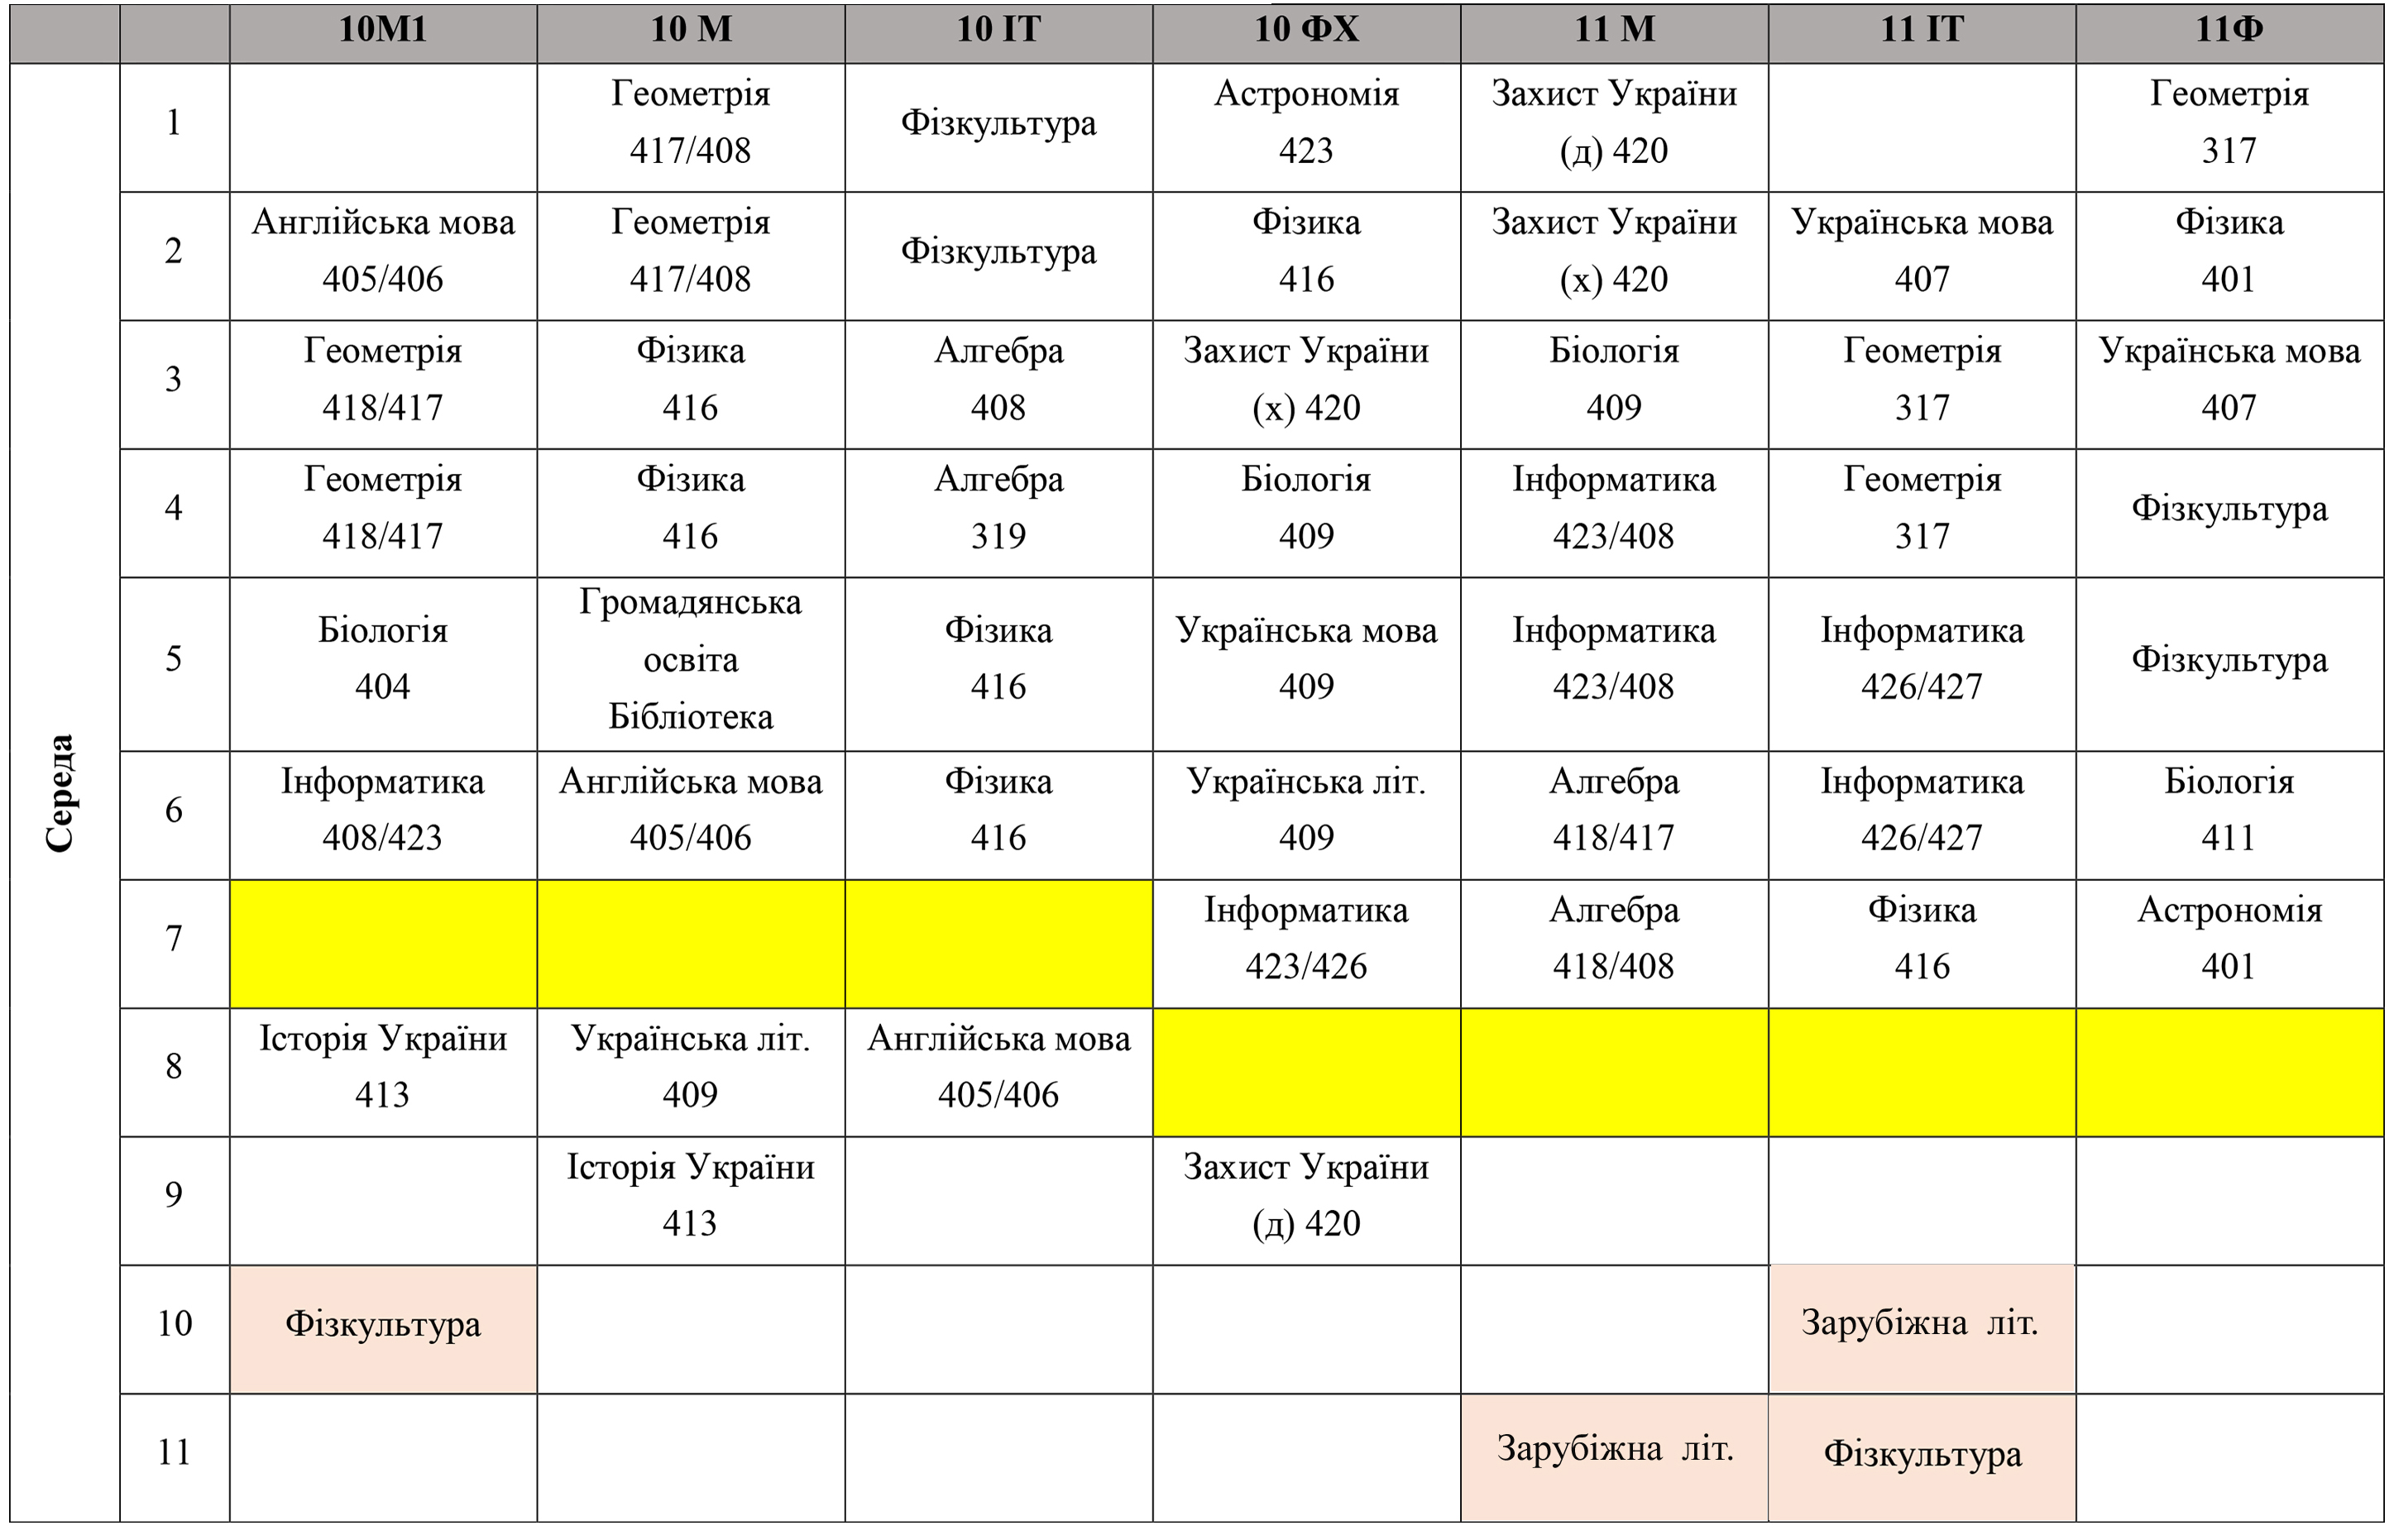 10М1 10 М 10 ІТ 10 ФХ 11 М 11 ІТ 11Ф
Середа
1
Геометрія
417/408
Фізкультура
Астрономія
423
Захист України
(д) 420
Геометрія
317
2
Англійська мова
405/406
Геометрія
417/408
Фізкультура
Фізика
416
Захист України
(х) 420
Українська мова
407
Фізика
401
3
Геометрія
418/417
Фізика
416
Алгебра
408
Захист України
(х) 420
Біологія
409
Геометрія
317
Українська мова
407
4
Геометрія
418/417
Фізика
416
Алгебра
319
Біологія
409
Інформатика
423/408
Геометрія
317
Фізкультура
5
Біологія
404
Громадянська
освіта
Бібліотека
Фізика
416
Українська мова
409
Інформатика
423/408
Інформатика
426/427
Фізкультура
6
Інформатика
408/423
Англійська мова
405/406
Фізика
416
Українська літ.
409
Алгебра
418/417
Інформатика
426/427
Біологія
411
7
Інформатика
423/426
Алгебра
418/408
Фізика
416
Астрономія
401
8
Історія України
413
Українська літ.
409
Англійська мова
405/406
9
Історія України
413
Захист України
(д) 420
10
Фізкультура
Зарубіжна літ.
11
Зарубіжна літ.
Фізкультура